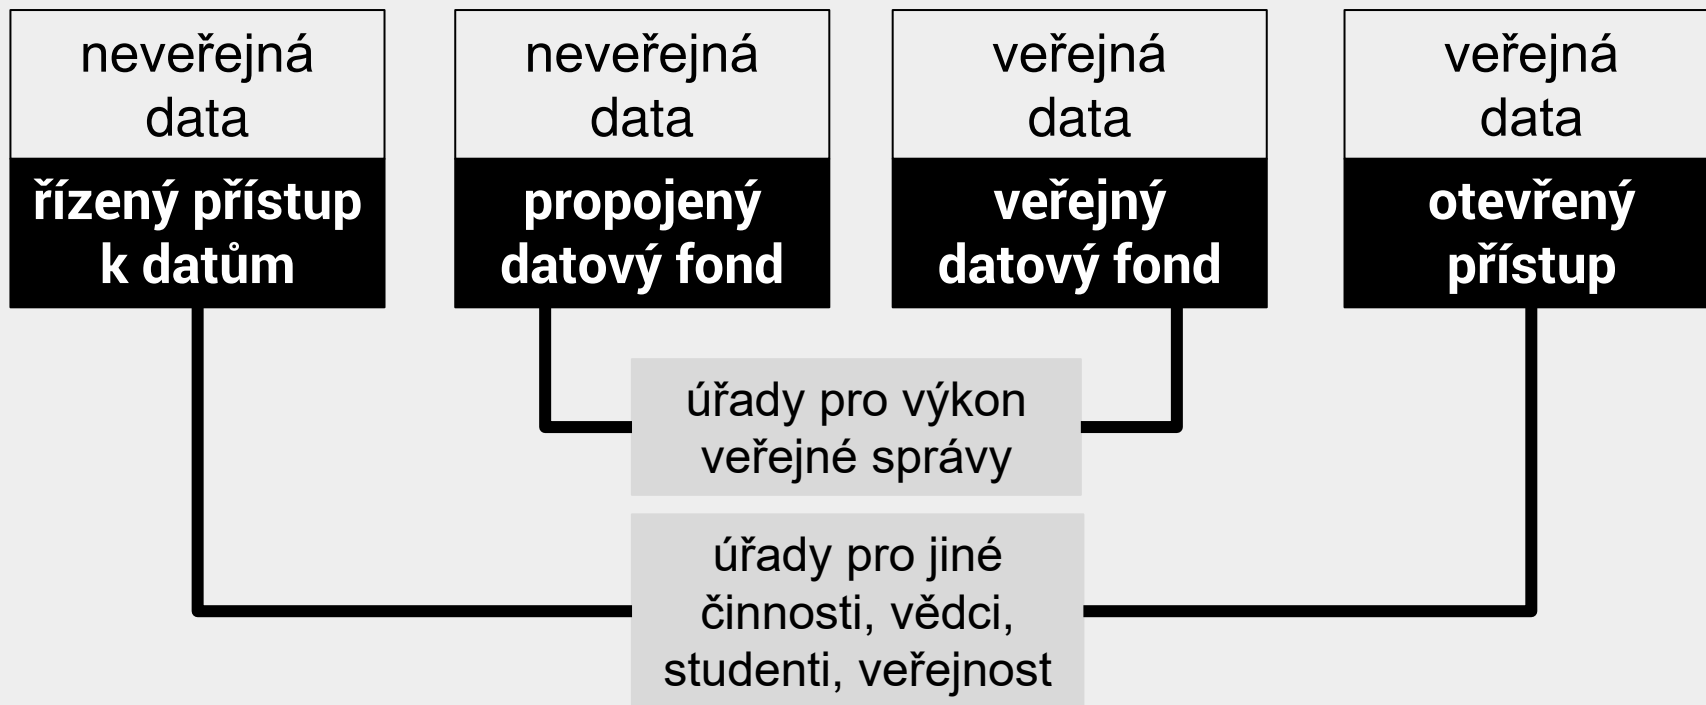 neveřejná
data
řízený přístup
k datům
neveřejná
data
propojený
datový fond
veřejná
data
veřejný
datový fond
veřejná
data
otevřený
přístup
úřady pro výkon
veřejné správy
úřady pro jiné
činnosti, vědci,
studenti, veřejnost